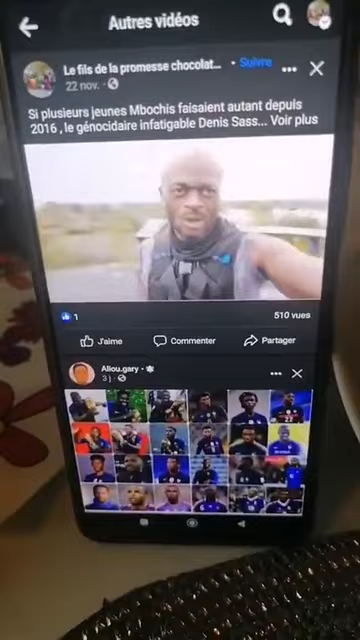 Autres vidéos
Le fils de la promesse chocolat... • Suivre
22 nov. •
Si plusieurs jeunes Mbochis faisaient autant depuis
2016 , le génocidaire infatigable Denis Sass... Voir plus
1
510 vues
J'aime
Commenter
Partager
Aliou.gary •
3 j •